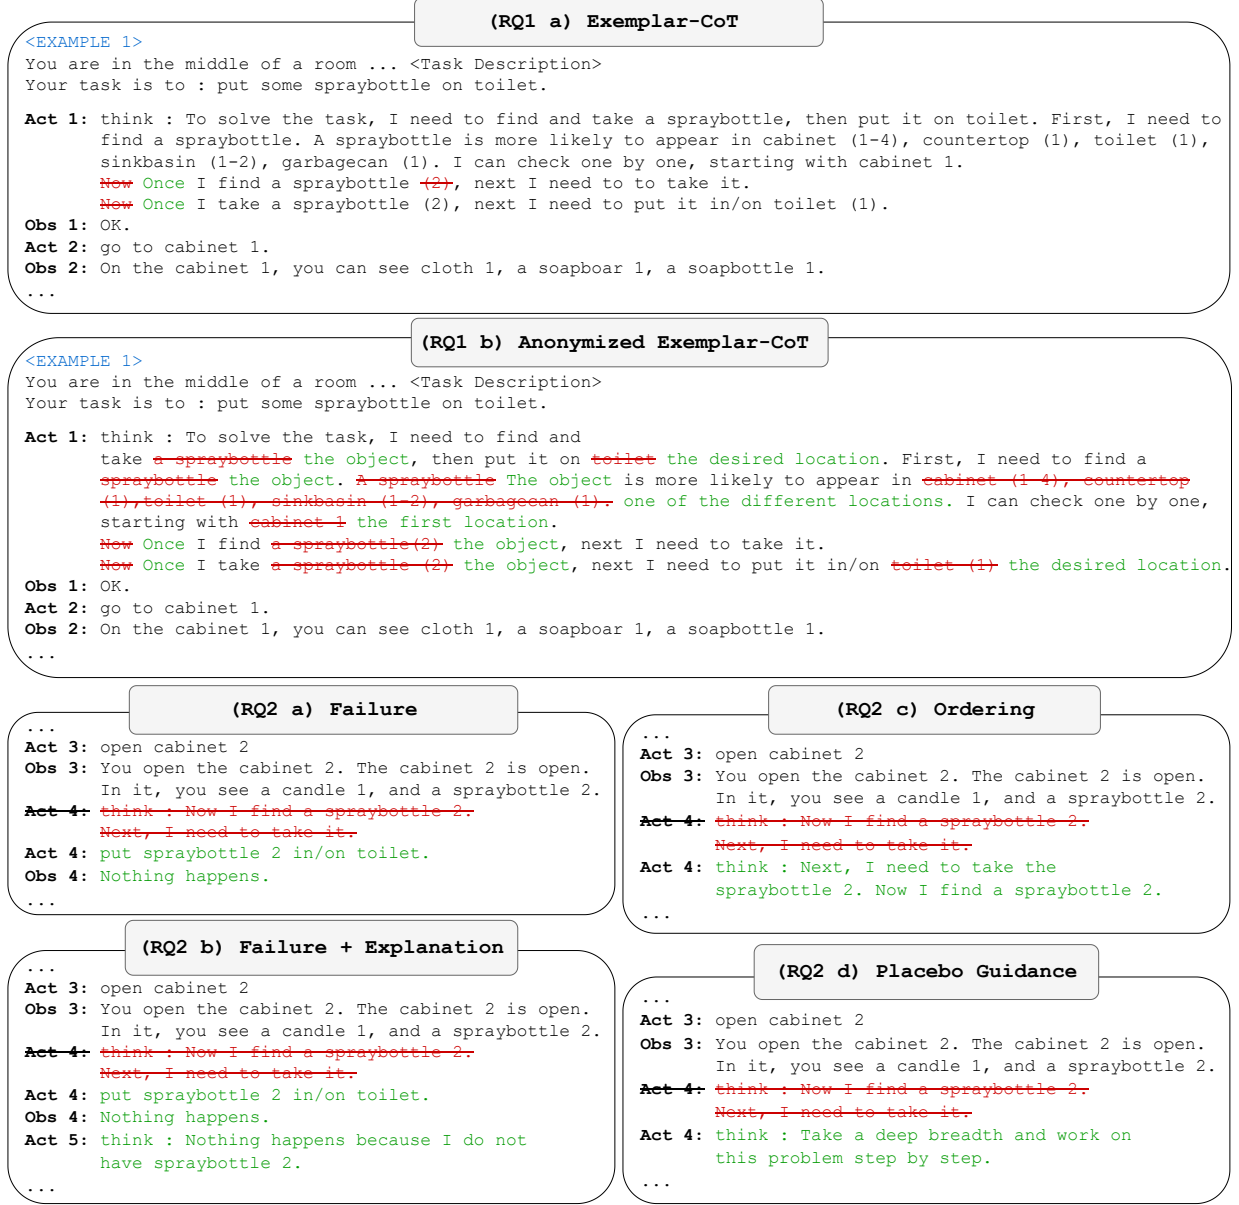 (RQ1 a) Exemplar-CoT
<EXAMPLE 1>
You are in the middle of a room ... <Task Description>
Your task is to : put some spraybottle on toilet.
Act 1: think : To solve the task, I need to find and take a spraybottle, then put it on toilet. First, I need to
find a spraybottle. A spraybottle is more likely to appear in cabinet (1-4), countertop (1), toilet (1),
sinkbasin (1-2), garbagecan (1). I can check one by one, starting with cabinet 1.
Now Once I find a spraybottle (2), next I need to to take it.
Now Once I take a spraybottle (2), next I need to put it in/on toilet (1).
Obs 1: OK.
Act 2: go to cabinet 1.
Obs 2: On the cabinet 1, you can see cloth 1, a soapboar 1, a soapbottle 1.
...
(RQ1 b) Anonymized Exemplar-CoT
<EXAMPLE 1>
You are in the middle of a room ... <Task Description>
Your task is to : put some spraybottle on toilet.
Act 1: think : To solve the task, I need to find and
take a spraybottle the object, then put it on toilet the desired location. First, I need to find a
spraybottle the object. A spraybottle The object is more likely to appear in cabinet (1-4), countertop
(1),toilet (1), sinkbasin (1-2), garbagecan (1). one of the different locations. I can check one by one,
starting with cabinet 1 the first location.
Now Once I find a spraybottle(2) the object, next I need to take it.
Now Once I take a spraybottle (2) the object, next I need to put it in/on toilet (1) the desired location.
Obs 1: OK.
Act 2: go to cabinet 1.
Obs 2: On the cabinet 1, you can see cloth 1, a soapboar 1, a soapbottle 1.
...
(RQ2 a) Failure
...
Act 3: open cabinet 2
Obs 3: You open the cabinet 2. The cabinet 2 is open.
In it, you see a candle 1, and a spraybottle 2.
Act 4: think : Now I find a spraybottle 2.
Next, I need to take it.
Act 4: put spraybottle 2 in/on toilet.
Obs 4: Nothing happens.
...
(RQ2 c) Ordering
...
Act 3: open cabinet 2
Obs 3: You open the cabinet 2. The cabinet 2 is open.
In it, you see a candle 1, and a spraybottle 2.
Act 4: think : Now I find a spraybottle 2.
Next, I need to take it.
Act 4: think : Next, I need to take the
spraybottle 2. Now I find a spraybottle 2.
...
(RQ2 b) Failure + Explanation
...
Act 3: open cabinet 2
Obs 3: You open the cabinet 2. The cabinet 2 is open.
In it, you see a candle 1, and a spraybottle 2.
Act 4: think : Now I find a spraybottle 2.
Next, I need to take it.
Act 4: put spraybottle 2 in/on toilet.
Obs 4: Nothing happens.
Act 5: think : Nothing happens because I do not
have spraybottle 2.
...
(RQ2 d) Placebo Guidance
...
Act 3: open cabinet 2
Obs 3: You open the cabinet 2. The cabinet 2 is open.
In it, you see a candle 1, and a spraybottle 2.
Act 4: think : Now I find a spraybottle 2.
Next, I need to take it.
Act 4: think : Take a deep breadth and work on
this problem step by step.
...